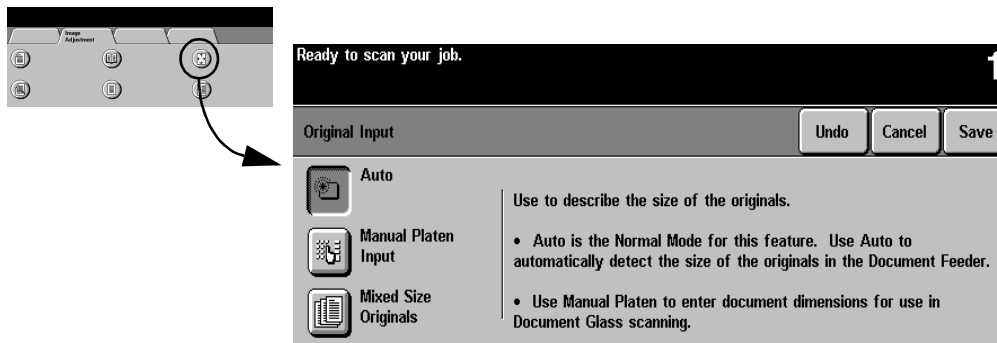 Image
Adjustment
Ready to scan your job.
Original Input
Undo
Cancel
Save
Auto
Manual Platen
Input
Mixed Size
Originals
Use to describe the size of the originals.
• Auto is the Normal Mode for this feature. Use Auto to
automatically detect the size of the originals in the Document Feeder.
• Use Manual Platen to enter document dimensions for use in
Document Glass scanning.